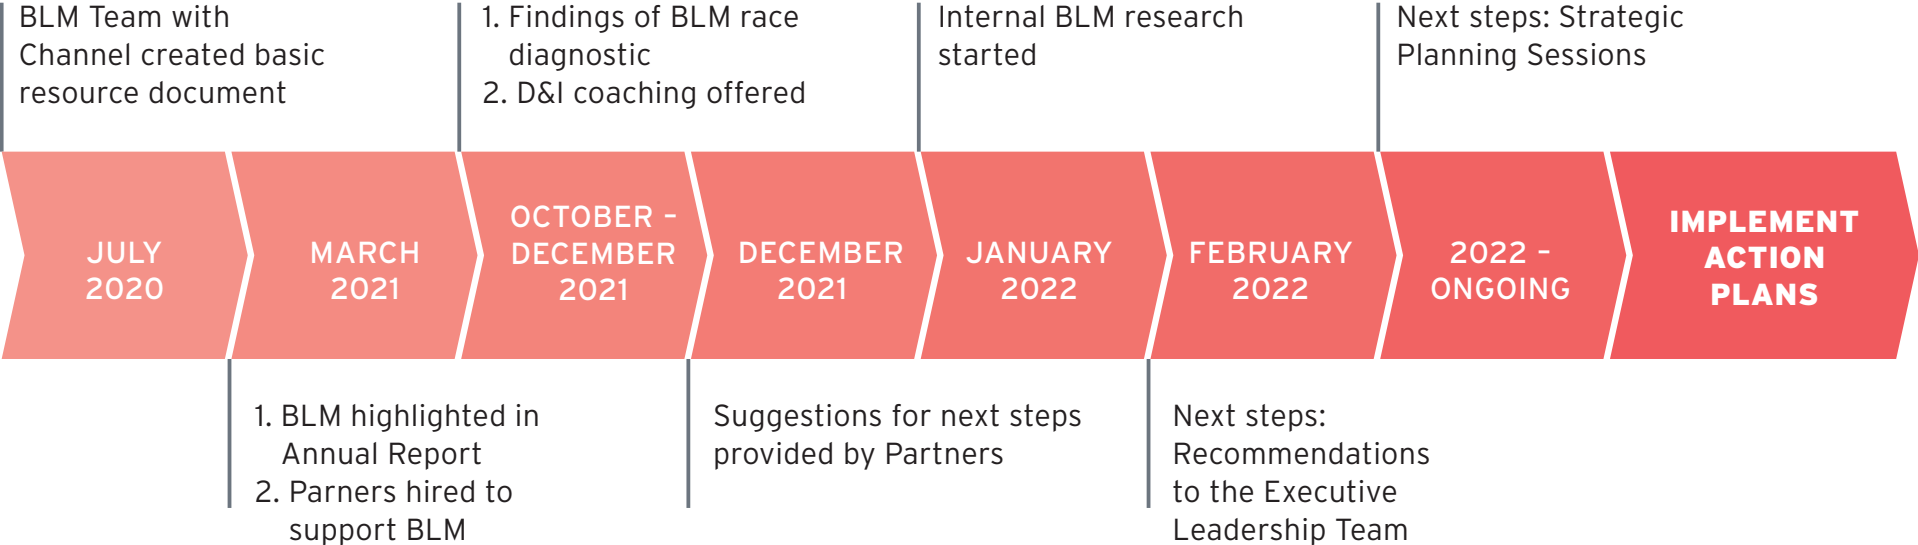 BLM Team with
Channel created basic
resource document
1. Findings of BLM race
diagnostic
2. D&I coaching offered
Internal BLM research
started
Next steps: Strategic
Planning Sessions
JULY
2020
MARCH
2021
OCTOBER –
DECEMBER
2021
DECEMBER
2021
JANUARY
2022
FEBRUARY
2022
2022 –
ONGOING
IMPLEMENT
ACTION
PLANS
1. BLM highlighted in
Annual Report
2. Parners hired to
support BLM
Suggestions for next steps
provided by Partners
Next steps:
Recommendations
to the Executive
Leadership Team